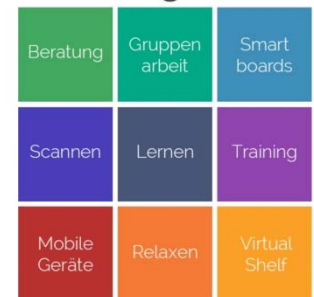 Beratung
Gruppen
arbeit
Smart
boards
Scannen
Lernen
Training
Mobile
Geräte
Relaxen
Virtual
Shelf